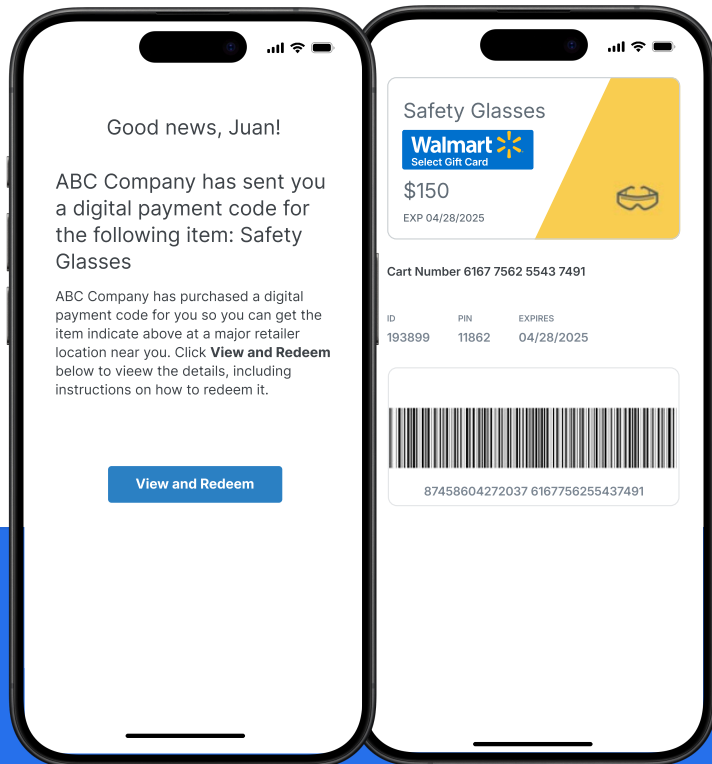 Good news, Juan!
ABC Company has sent you
a digital payment code for
the following item: Safety
Glasses
ABC Company has purchased a digital
payment code for you so you can get the
item indicate above at a major retailer
location near you. Click View and Redeem
below to vieew the details, including
instructions on how to redeem it.
View and Redeem
Safety Glasses
Walmart
Select Gift Card
$150
EXP 04/28/2025
Cart Number 6167 7562 5543 7491
ID PIN EXPIRES
193899 11862 04/28/2025
87458604272037 6167756255437491